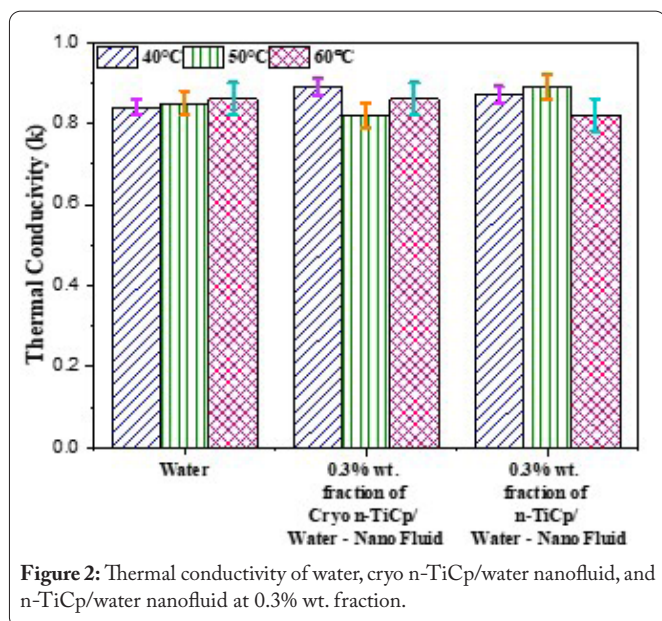 1.0
40°C 50°C 60°C
0.8
0.6
0.4
0.2
0.0
Thermal Conducivity (k)
Water
0.3% wt.
fraction of
Cryo n-TiCp/
Water - Nano Fluid
0.3% wt.
fraction of
n-TiCp/
Water - Nano Fluid
Figure 2: Thermal conductivity of water, cryo n-TiCp/water nanofluid, and
n-TiCp/water nanofluid at 0.3% wt. fraction.